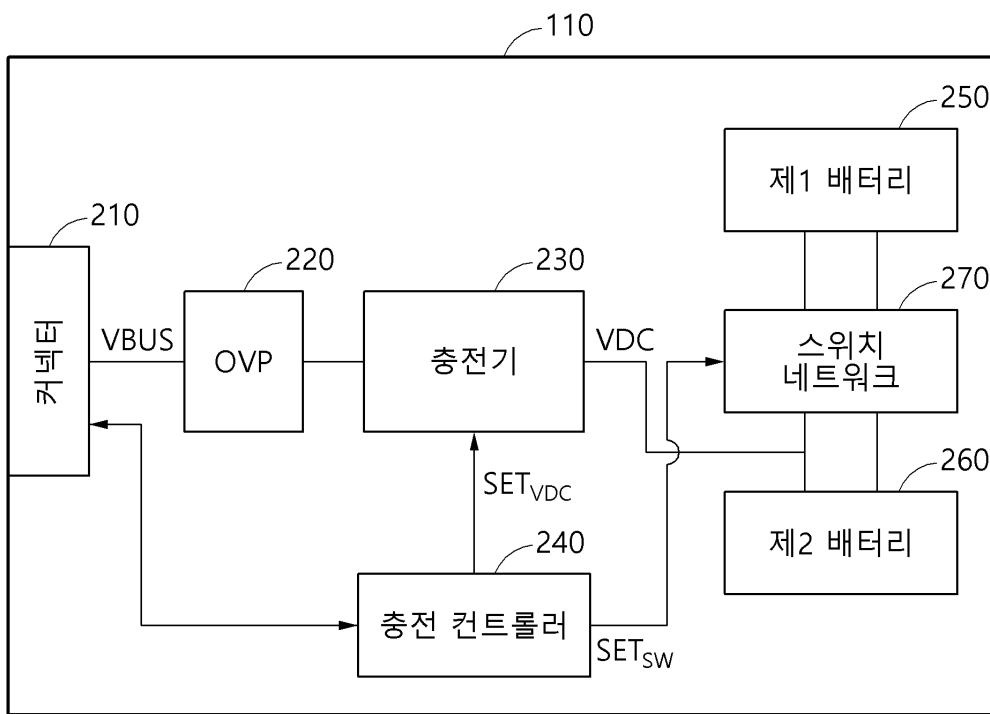 110
250
제1 배터리
210
220
230
270
커넥터
VBUS
OVP
충전기
VDC
스위치
네트워크
SETVDC
260
240
제2 배터리
충전 컨트롤러
SETSW